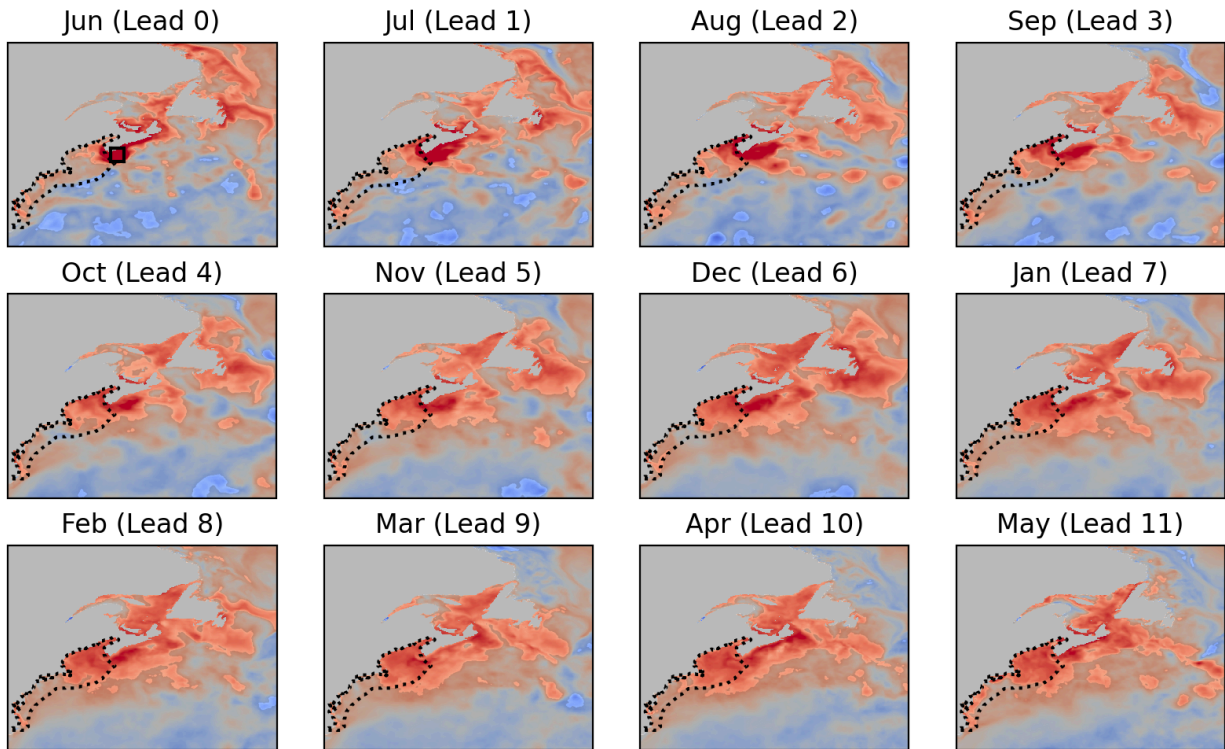 Jun (Lead 0)
Jul (Lead 1)
Aug (Lead 2)
Sep (Lead 3)
Oct (Lead 4)
Nov (Lead 5)
Dec (Lead 6)
Jan (Lead 7)
Feb (Lead 8)
Mar (Lead 9)
Apr (Lead 10)
May (Lead 11)